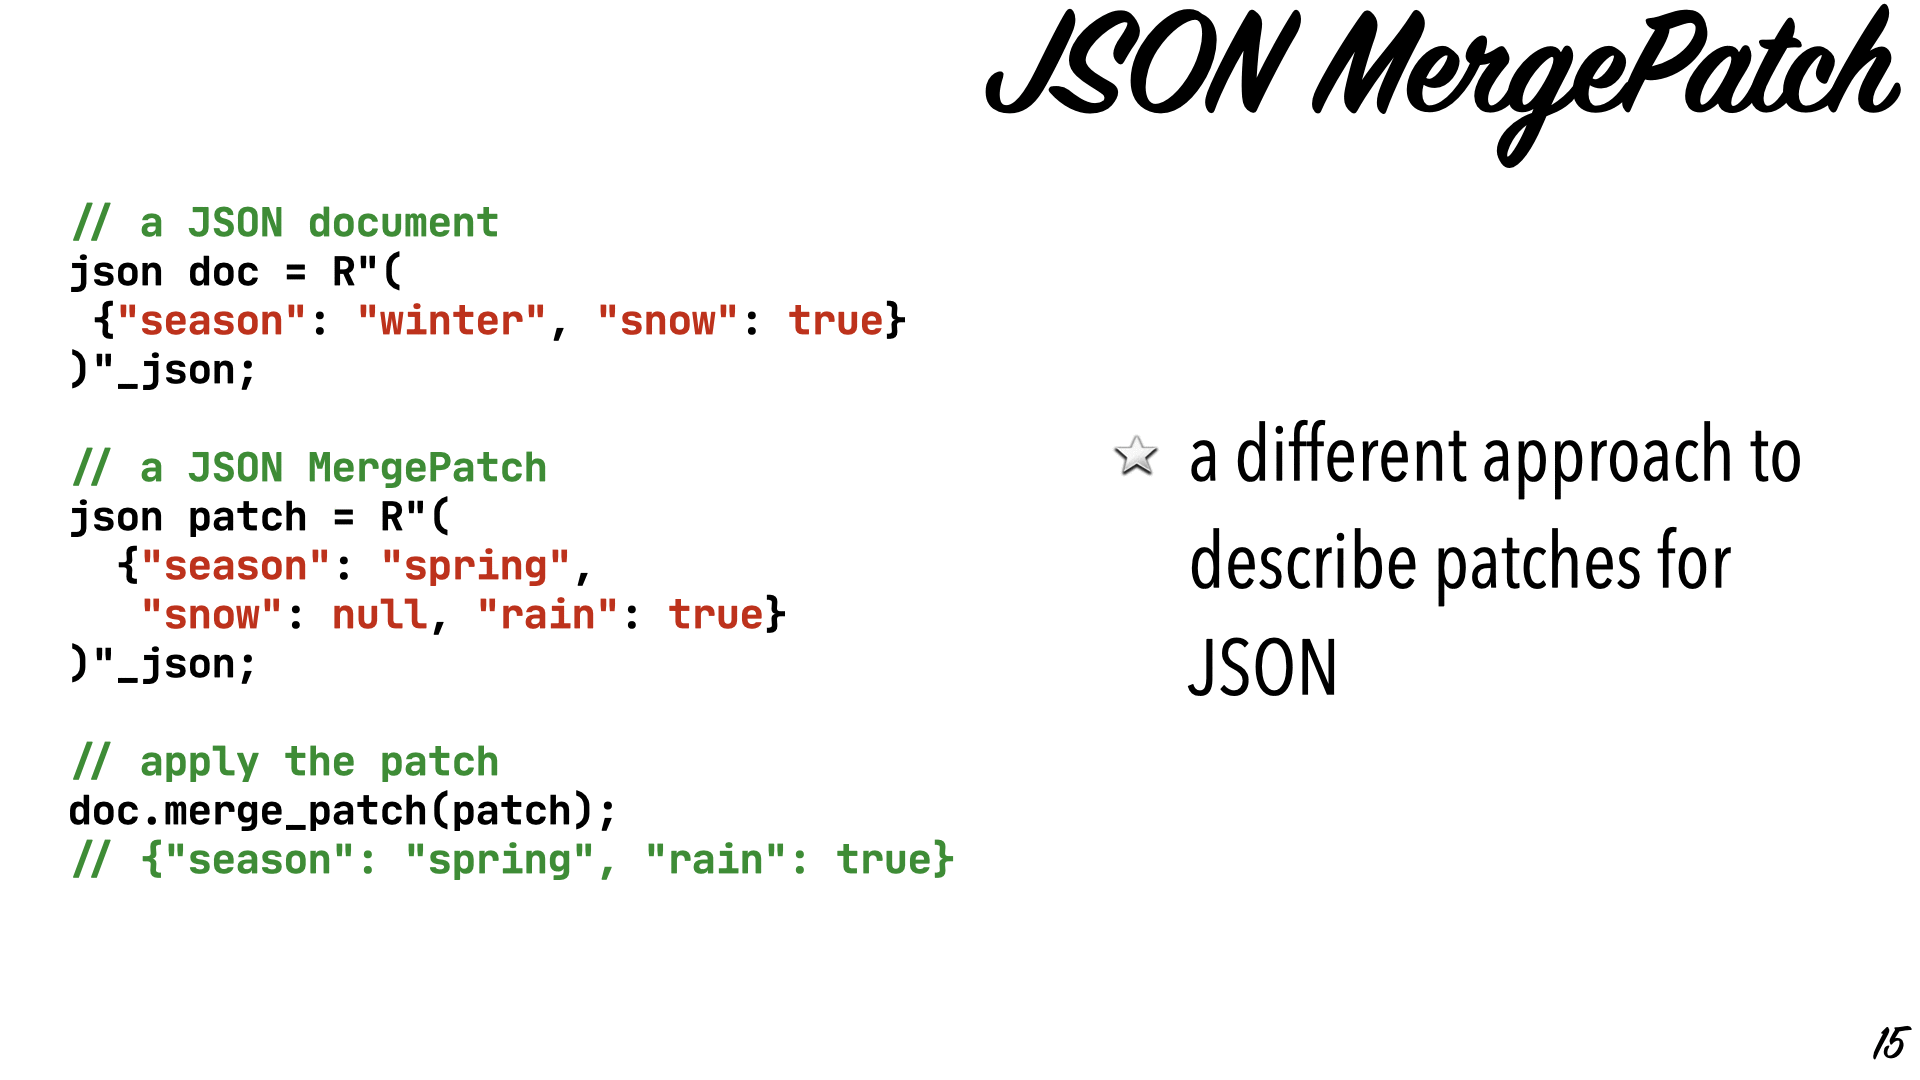 JSON MergePatch
// a JSON document
json doc = R"(
 {"season": "winter", "snow": true}
)"_json;
// a JSON MergePatch
json patch = R"(
  {"season": "spring",
   "snow": null, "rain": true}
)"_json;
// apply the patch
doc.merge_patch(patch);
// {"season": "spring", "rain": true}
a different approach to
describe patches for
JSON
15